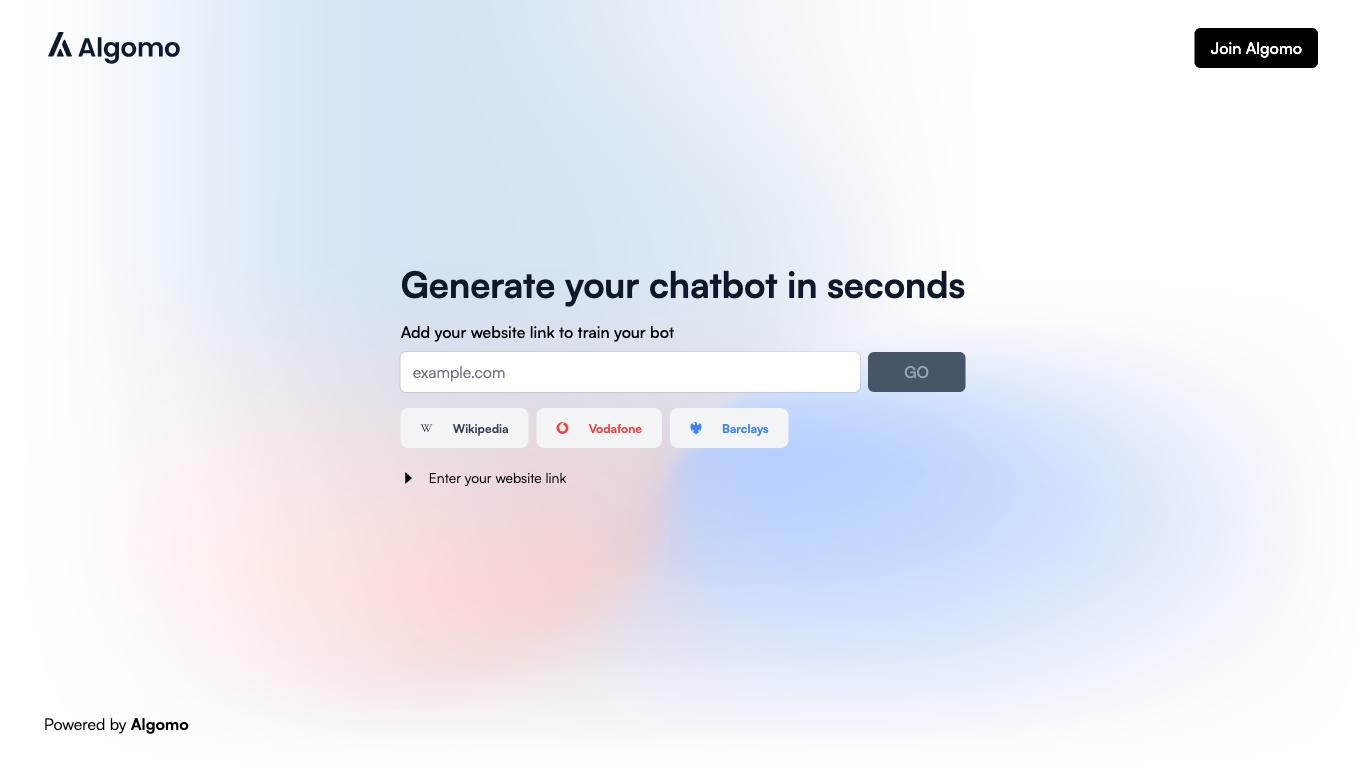 Algomo
Join Algomo
Generate your chatbot in seconds
Add your website link to train your bot
example.com
GO
W Wikipedia
Vodafone
Barclays
Enter your website link
Powered by Algomo